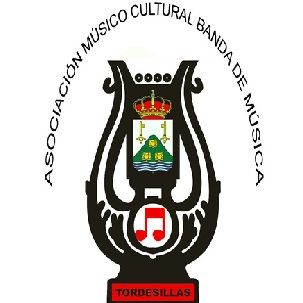 ASOCIACIÓN MÚSICO CULTURAL BANDA DE MÚSICA
TORDESILLAS